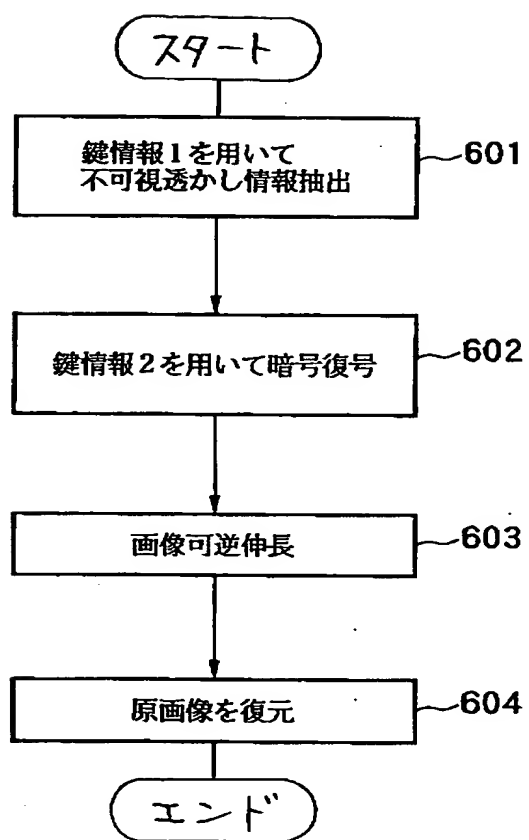 スタート
鍵情報1を用いて
不可視透かし情報抽出
601
鍵情報2を用いて暗号復号
602
画像可逆伸長
603
原画像を復元
604
エンド